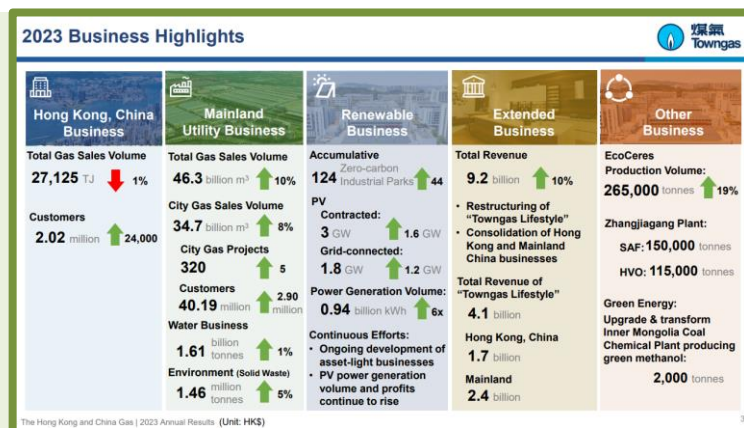 2023 Business Highlights
煤氣
Towngas
Hong Kong, China
Business
Total Gas Sales Volume
27,125 TJ 1%
Customers
2.02 million 24,000
Mainland
Utility Business
Total Gas Sales Volume
46.3 billion m³ 10%
City Gas Sales Volume
34.7 billion m³ 8%
City Gas Projects
320 5
Customers
40.19 million 2.90 million
Water Business
1.61 billion tonnes 1%
Environment (Solid Waste)
1.46 million tonnes 5%
Renewable
Business
Accumulative
124 Zero-carbon Industrial Parks 44
PV
Contracted:
3 GW 1.6 GW
Grid-connected:
1.8 GW 1.2 GW
Power Generation Volume:
0.94 billion kWh 6x
Continuous Efforts:
• Ongoing development of
asset-light businesses
• PV power generation
volume and profits
continue to rise
Extended
Business
Total Revenue
9.2 billion 10%
• Restructuring of
"Towngas Lifestyle"
• Consolidation of Hong
Kong and Mainland
China businesses
Total Revenue of
"Towngas Lifestyle"
4.1 billion
Hong Kong, China
1.7 billion
Mainland
2.4 billion
Other
Business
EcoCeres
Production Volume:
265,000 tonnes 19%
Zhangjiagang Plant:
SAF: 150,000 tonnes
HVO: 115,000 tonnes
Green Energy:
Upgrade & transform
Inner Mongolia Coal
Chemical Plant producing
green methanol:
2,000 tonnes
The Hong Kong and China Gas | 2023 Annual Results (Unit: HK$)